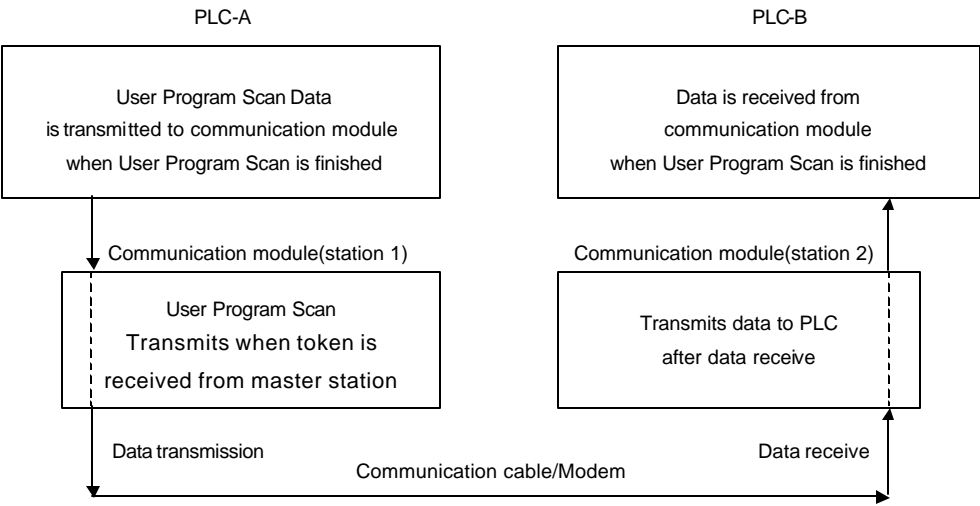 PLC-A
User Program Scan Data
is transmitted to communication module
when User Program Scan is finished
Communication module(station 1)
User Program Scan
Transmits when token is
received from master station
Data transmission
PLC-B
Data is received from
communication module
when User Program Scan is finished
Communication module(station 2)
Transmits data to PLC
after data receive
Data receive
Communication cable/Modem